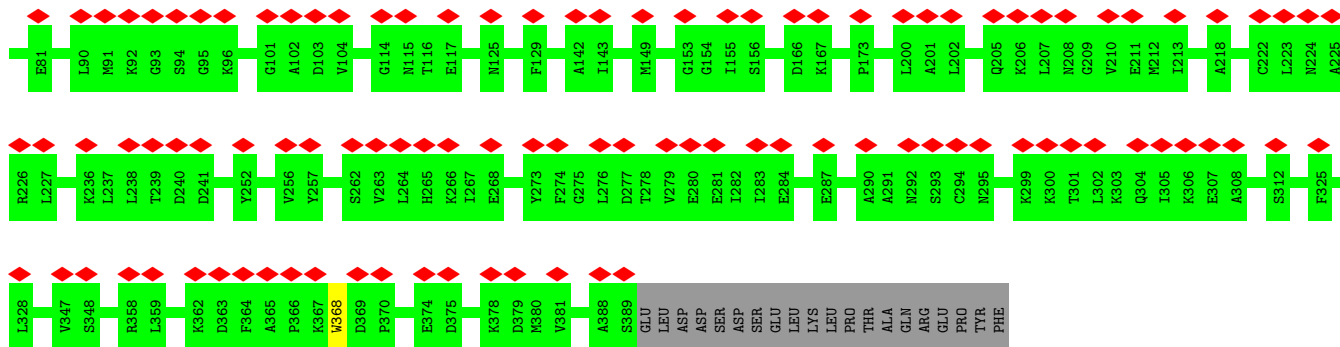 E81 L90 M91 K92 G93 S94 G95 K96 G101 A102 D103 V104 G114 N115 T116 E117 N125 F129 A142 I143 M149 G153 G154 I155 S156 D166 K167 P173 L200 A201 L202 Q205 K206 L207 N208 G209 V210 E211 M212 I213 A218 C222 L223 N224 A225
R226 L227 K236 L237 L238 T239 D240 D241 Y252 V256 Y257 S262 V263 L264 H265 K266 I267 E268 Y273 F274 G275 L276 D277 T278 V279 E280 E281 I282 I283 E284 E287 A290 A291 N292 S293 C294 N295 K299 K300 T301 L302 K303 Q304 I305 K306 E307 A308 S312 F325
L328 V347 S348 R358 L359 K362 D363 F364 A365 P366 K367 W368 D369 P370 E374 D375 K378 D379 M380 V381 A388 S389 GLU LEU ASP ASP SER ASP SER GLU LEU LYS LEU PRO THR ALA GLN ARG GLU PRO TYR PHE